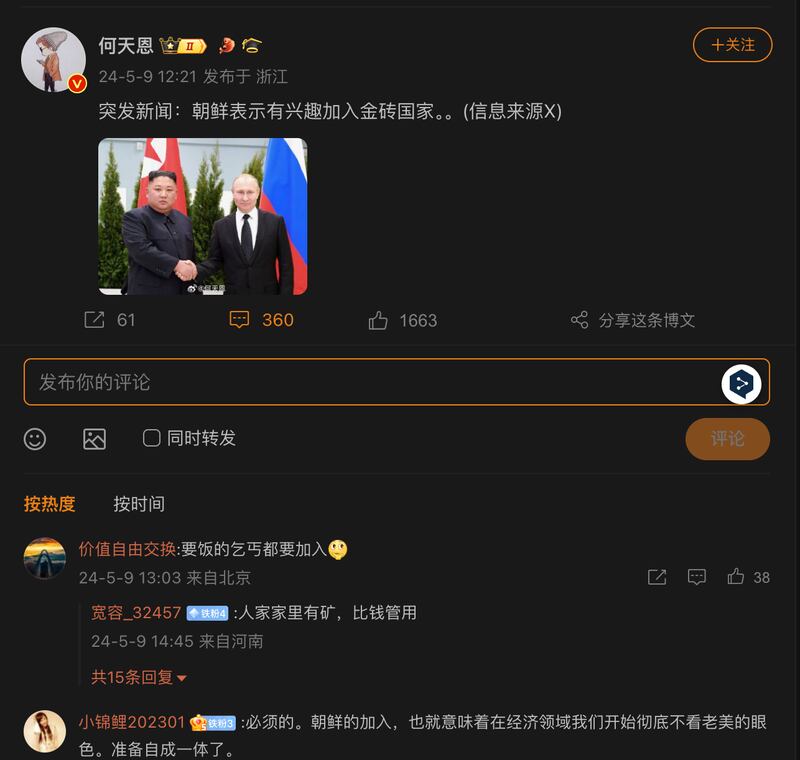 何天恩 II
+关注
24-5-9 12:21 发布于 浙江
突发新闻：朝鲜表示有兴趣加入金砖国家。。(信息来源X)
@何天恩
61 360 1663 分享这条博文
发布你的评论
同时转发 评论
按热度 按时间
价值自由交换:要饭的乞丐都要加入
24-5-9 13:03 来自北京 38
宽容_32457 铁粉4 :人家家里有矿，比钱管用
24-5-9 14:45 来自河南
共15条回复
小锦鲤202301 铁粉3 :必须的。朝鲜的加入，也就意味着在经济领域我们开始彻底不看老美的眼
色。准备自成一体了。